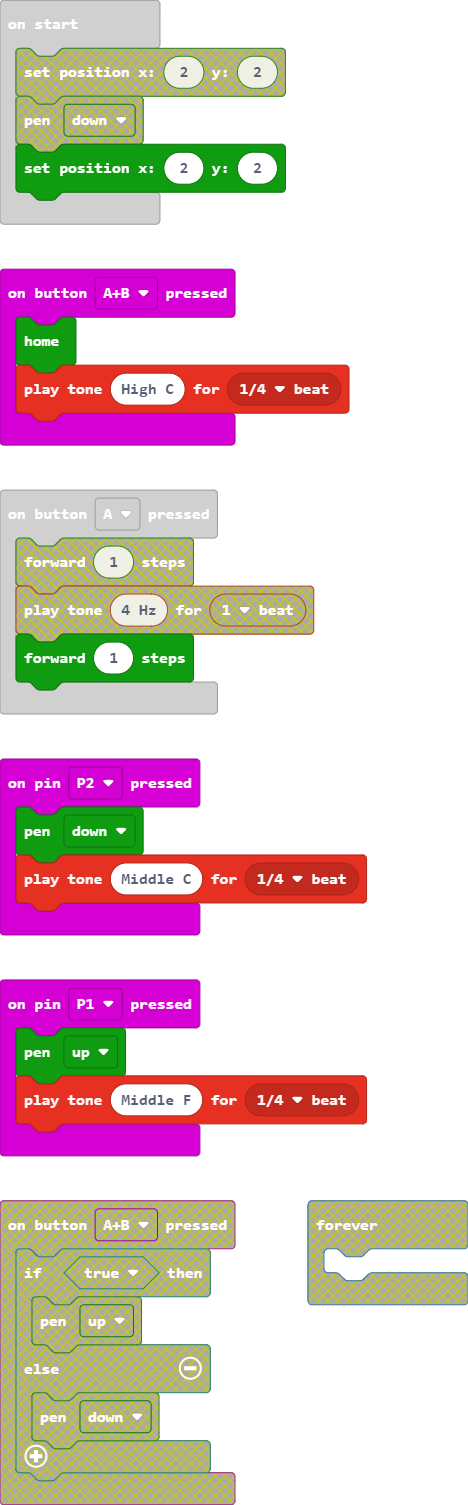 on start
set position x: 2 y: 2
pen down
set position x: 2 y: 2
on button A+B pressed
home
play tone High C for 1/4 beat
on button A pressed
forward 1 steps
play tone 4 Hz for 1 beat
forward 1 steps
on pin P2 pressed
pen down
play tone Middle C for 1/4 beat
on pin P1 pressed
pen up
play tone Middle F for 1/4 beat
on button A+B pressed
if true then
pen up
else
pen down
forever